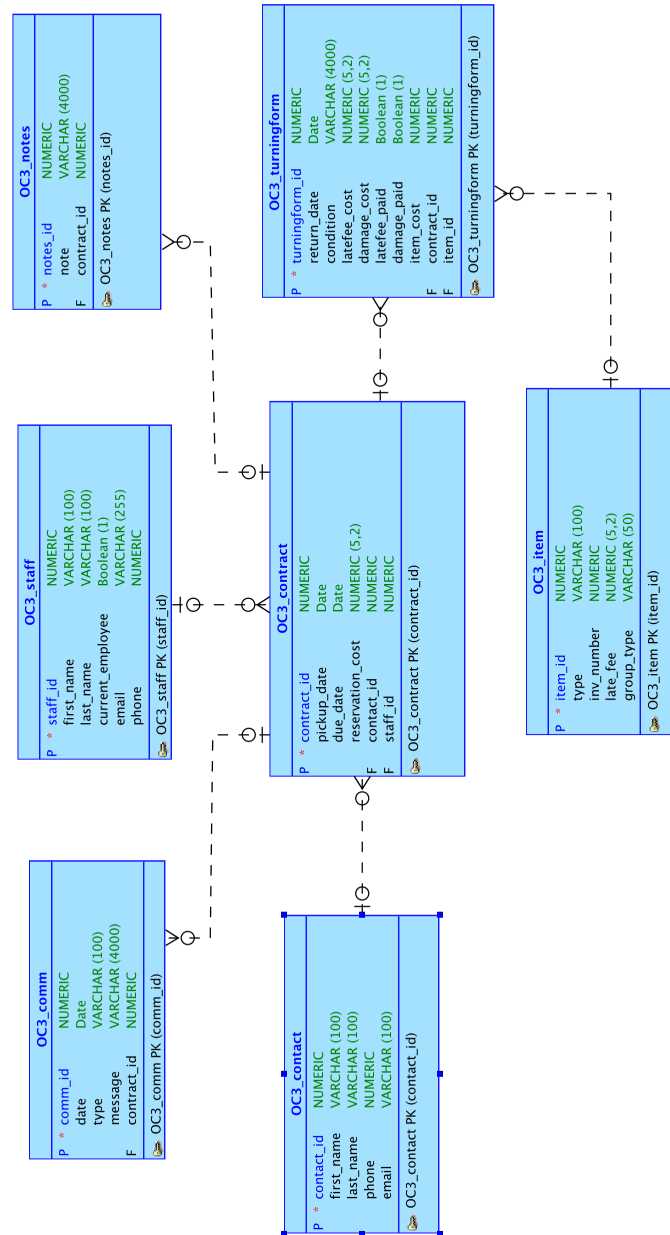 OC3_notes
P * notes_id NUMERIC
note VARCHAR (4000)
F contract_id NUMERIC
OC3_notes PK (notes_id)
OC3_turningform
P * turningform_id NUMERIC
return_date Date
condition VARCHAR (4000)
latefee_cost NUMERIC (5,2)
damage_cost NUMERIC (5,2)
latefee_paid Boolean (1)
damage_paid Boolean (1)
item_cost NUMERIC
F contract_id NUMERIC
F item_id NUMERIC
OC3_turningform PK (turningform_id)
OC3_staff
P * staff_id NUMERIC
first_name VARCHAR (100)
last_name VARCHAR (100)
current_employee Boolean (1)
email VARCHAR (255)
phone NUMERIC
OC3_staff PK (staff_id)
OC3_contract
P * contract_id NUMERIC
pickup_date Date
due_date Date
reservation_cost NUMERIC (5,2)
F contact_id NUMERIC
F staff_id NUMERIC
OC3_contract PK (contract_id)
OC3_item
P * item_id NUMERIC
type VARCHAR (100)
inv_number NUMERIC
late_fee NUMERIC (5,2)
group_type VARCHAR (50)
OC3_item PK (item_id)
OC3_comm
P * comm_id NUMERIC
date Date
type VARCHAR (100)
message VARCHAR (4000)
F contract_id NUMERIC
OC3_comm PK (comm_id)
OC3_contact
P * contact_id NUMERIC
first_name VARCHAR (100)
last_name VARCHAR (100)
phone NUMERIC
email VARCHAR (100)
OC3_contact PK (contact_id)